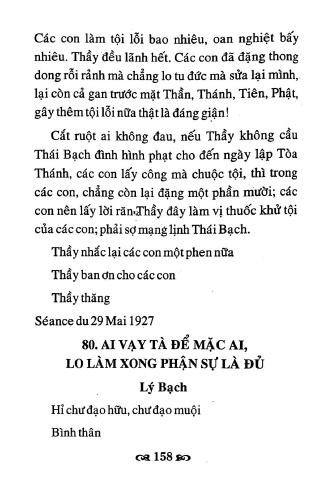 Các con làm tội lỗi bao nhiêu, oan nghiệt bấy
nhiêu. Thầy đều lãnh hết. Các con đã đặng thong
dong rỗi rảnh mà chẳng lo tu đức mà sửa lại mình,
lại còn cả gan trước mặt Thần, Thánh, Tiên, Phật,
gây thêm tội lỗi nữa thật là đáng giận!
Cắt ruột ai không đau, nếu Thầy không cầu
Thái Bạch đình hình phạt cho đến ngày lập Tòa
Thánh, các con lấy công mà chuộc tội, thì trong
các con, chẳng còn lại đặng một phần mười; các
con nên lấy lời răn Thầy đây làm vị thuốc khử tội
của các con; phải sợ mạng lịnh Thái Bạch.
Thầy nhắc lại các con một phen nữa
Thầy ban ơn cho các con
Thầy thăng
Séance du 29 Mai 1927
80. AI VẠY TÀ ĐỂ MẶC AI,
LO LÀM XONG PHẬN SỰ LÀ ĐỦ
Lý Bạch
Hỉ chư đạo hữu, chư đạo muội
Bình thân
158